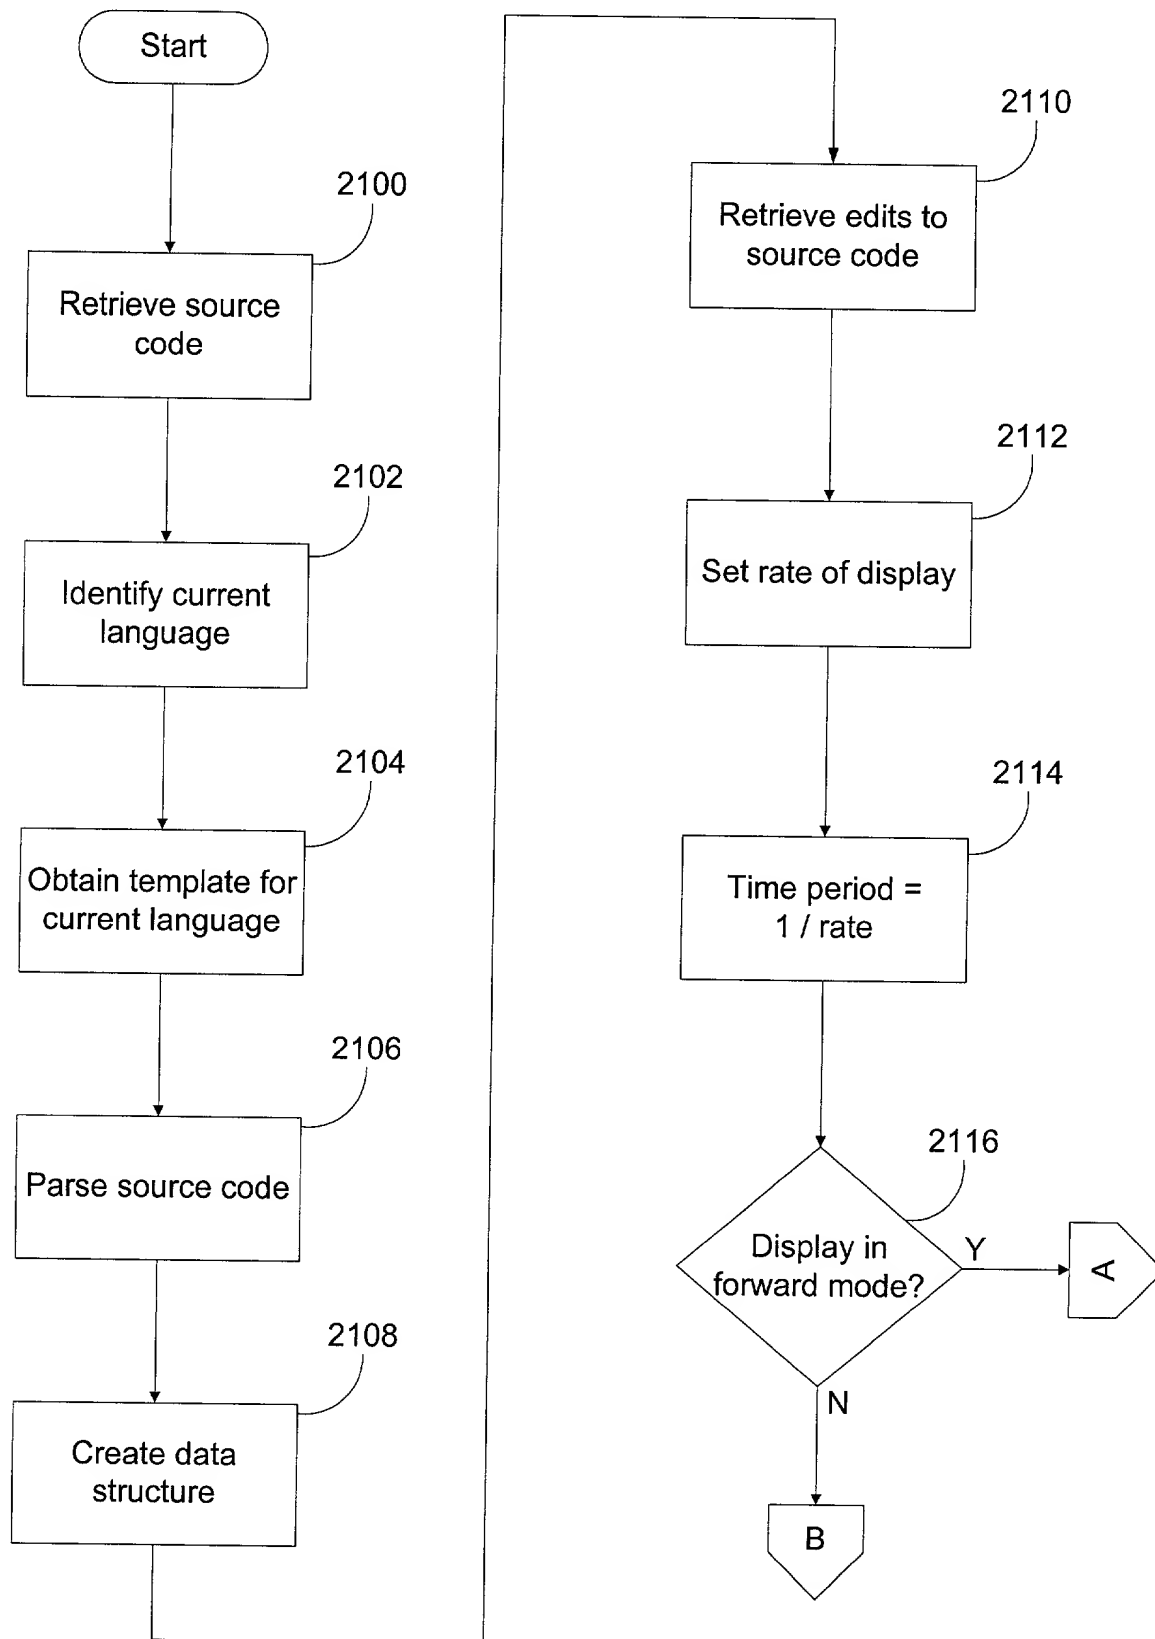 Start
2100
Retrieve source
code
2102
Identify current
language
2104
Obtain template for
current language
2106
Parse source code
2108
Create data
structure
2110
Retrieve edits to
source code
2112
Set rate of display
2114
Time period =
1 / rate
2116
Display in
forward mode?
Y
A
N
B